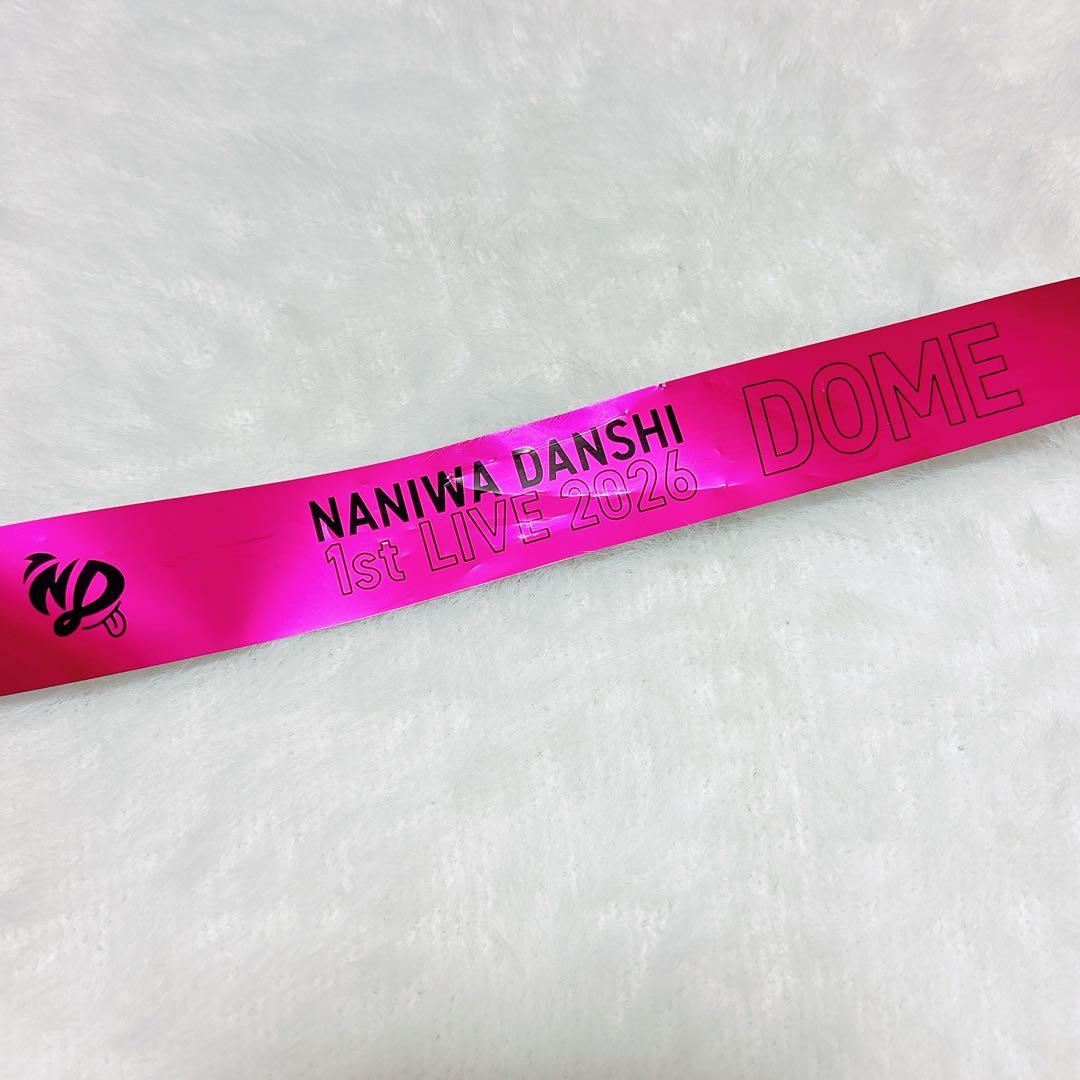 ND
NANIWA DANSHI
1st LIVE 2026
DOME